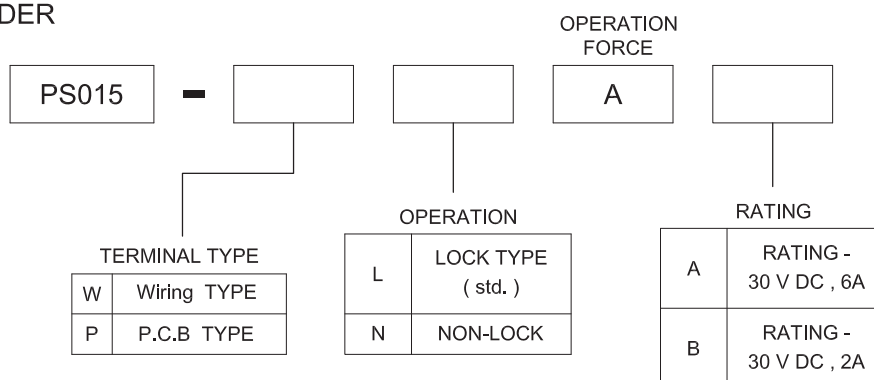 DER
OPERATION
FORCE
PS015 - A
TERMINAL TYPE
W Wiring TYPE
P P.C.B TYPE
OPERATION
L LOCK TYPE
( std. )
N NON-LOCK
RATING
A RATING -
30 V DC , 6A
B RATING -
30 V DC , 2A